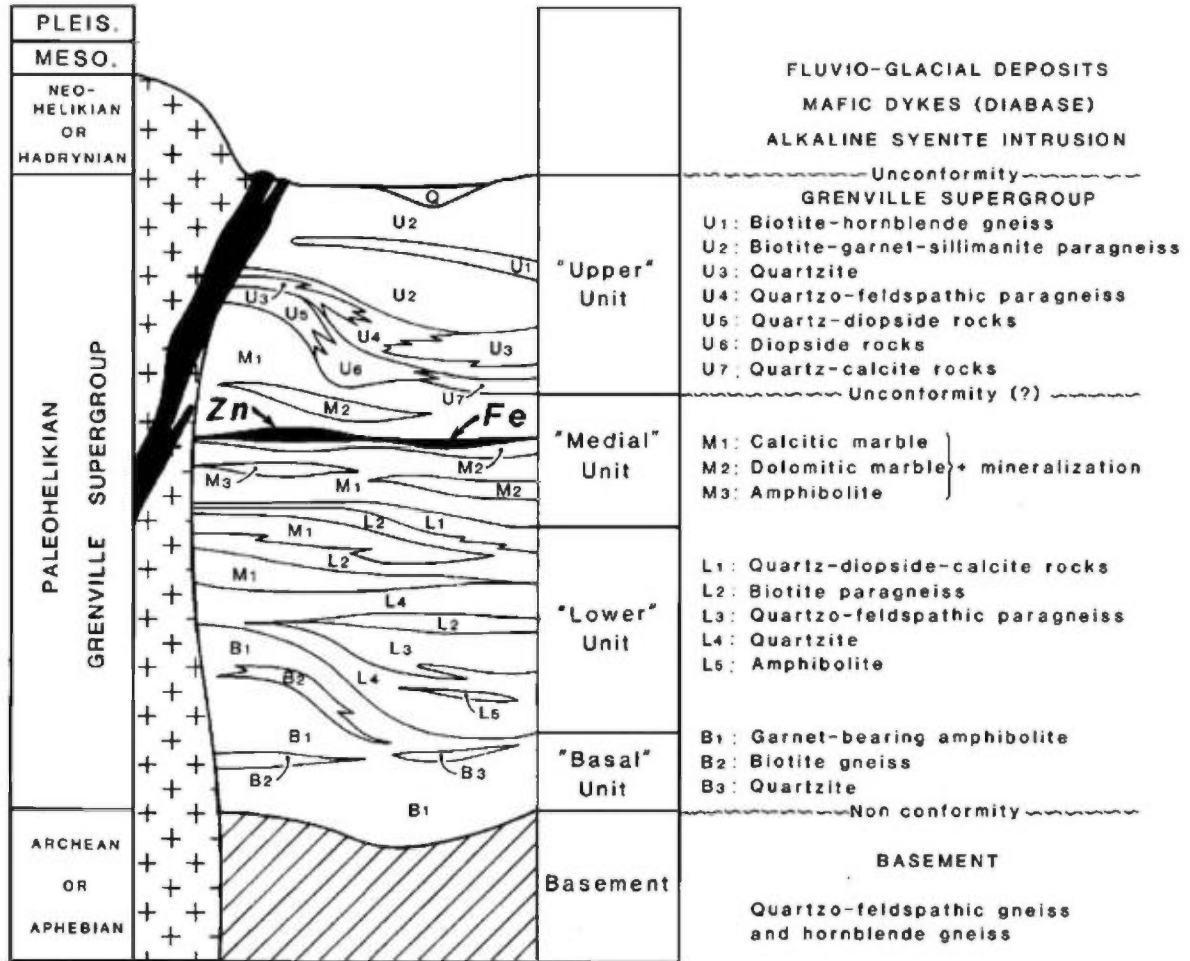 PLEIS.
MESO.
NEO-
HELIKIAN
OR
HADRYNIAN
PALEOHELIKIAN
GRENVILLE SUPERGROUP
ARCHEAN
OR
APHEBIAN
Q
U2
U1
U2
U3
U5
U4
U3
M1
U6
U7
M2
Zn
Fe
M2
M3
M1
M2
L2
L1
M1
L2
M1
L4
L2
B1
L3
B2
L4
L5
B1
B2
B3
B1
"Upper"
Unit
"Medial"
Unit
"Lower"
Unit
"Basal"
Unit
Basement
FLUVIO-GLACIAL DEPOSITS
MAFIC DYKES (DIABASE)
ALKALINE SYENITE INTRUSION
Unconformity
GRENVILLE SUPERGROUP
U1: Biotite-hornblende gneiss
U2: Biotite-garnet-sillimanite paragneiss
U3: Quartzite
U4: Quartzo-feldspathic paragneiss
U5: Quartz-diopside rocks
U6: Diopside rocks
U7: Quartz-calcite rocks
Unconformity (?)
M1: Calcitic marble
M2: Dolomitic marble + mineralization
M3: Amphibolite
L1: Quartz-diopside-calcite rocks
L2: Biotite paragneiss
L3: Quartzo-feldspathic paragneiss
L4: Quartzite
L5: Amphibolite
B1: Garnet-bearing amphibolite
B2: Biotite gneiss
B3: Quartzite
Non conformity
BASEMENT
Quartzo-feldspathic gneiss
and hornblende gneiss